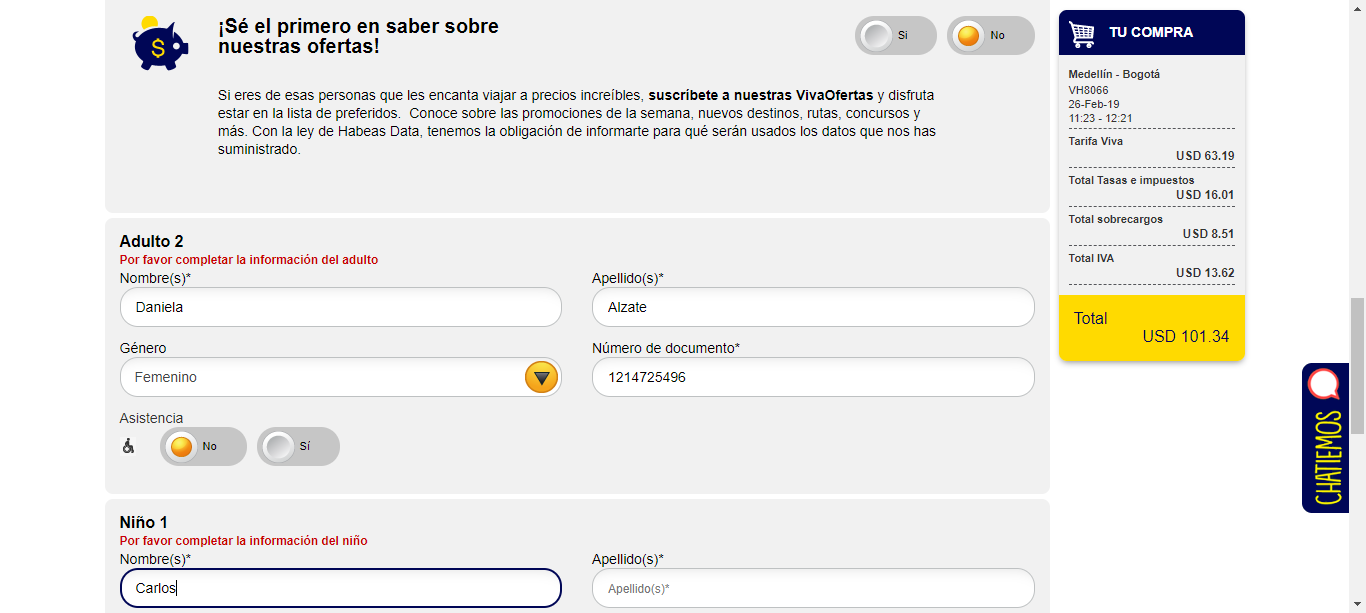 ¡Sé el primero en saber sobre
nuestras ofertas!
Si
No
Si eres de esas personas que les encanta viajar a precios increíbles, suscríbete a nuestras VivaOfertas y disfruta
estar en la lista de preferidos. Conoce sobre las promociones de la semana, nuevos destinos, rutas, concursos y
más. Con la ley de Habeas Data, tenemos la obligación de informarte para qué serán usados los datos que nos has
suministrado.
Adulto 2
Por favor completar la información del adulto
Nombre(s)*
Apellido(s)*
Daniela
Alzate
Género
Número de documento*
Femenino
1214725496
Asistencia
No
Sí
Niño 1
Por favor completar la información del niño
Nombre(s)*
Apellido(s)*
Carlos
Apellido(s)*
TU COMPRA
Medellín - Bogotá
VH8066
26-Feb-19
11:23 - 12:21
Tarifa Viva
USD 63.19
Total Tasas e impuestos
USD 16.01
Total sobrecargos
USD 8.51
Total IVA
USD 13.62
Total
USD 101.34
CHATIEMOS